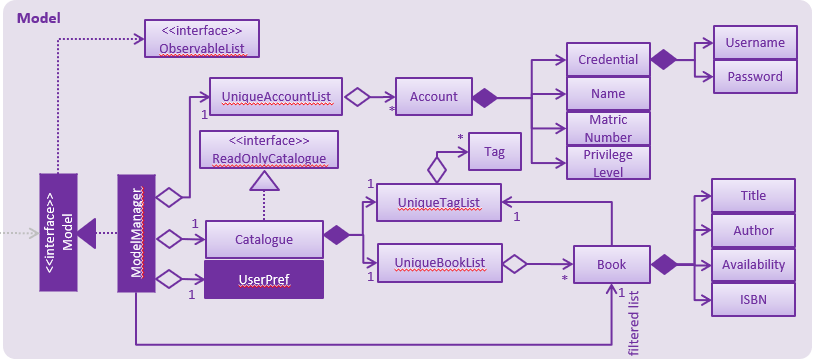 Model
<<interface>>
ObservableList
UniqueAccountList
1
Account
*
Credential
Name
Matric
Number
Privilege
Level
Username
Password
<<interface>>
ReadOnlyCatalogue
*
Tag
<<interface>>
Model
ModelManager
1
Catalogue
1
UserPref
1
UniqueTagList
1
1
UniqueBookList
*
Book
1
filtered list
Title
Author
Availability
ISBN